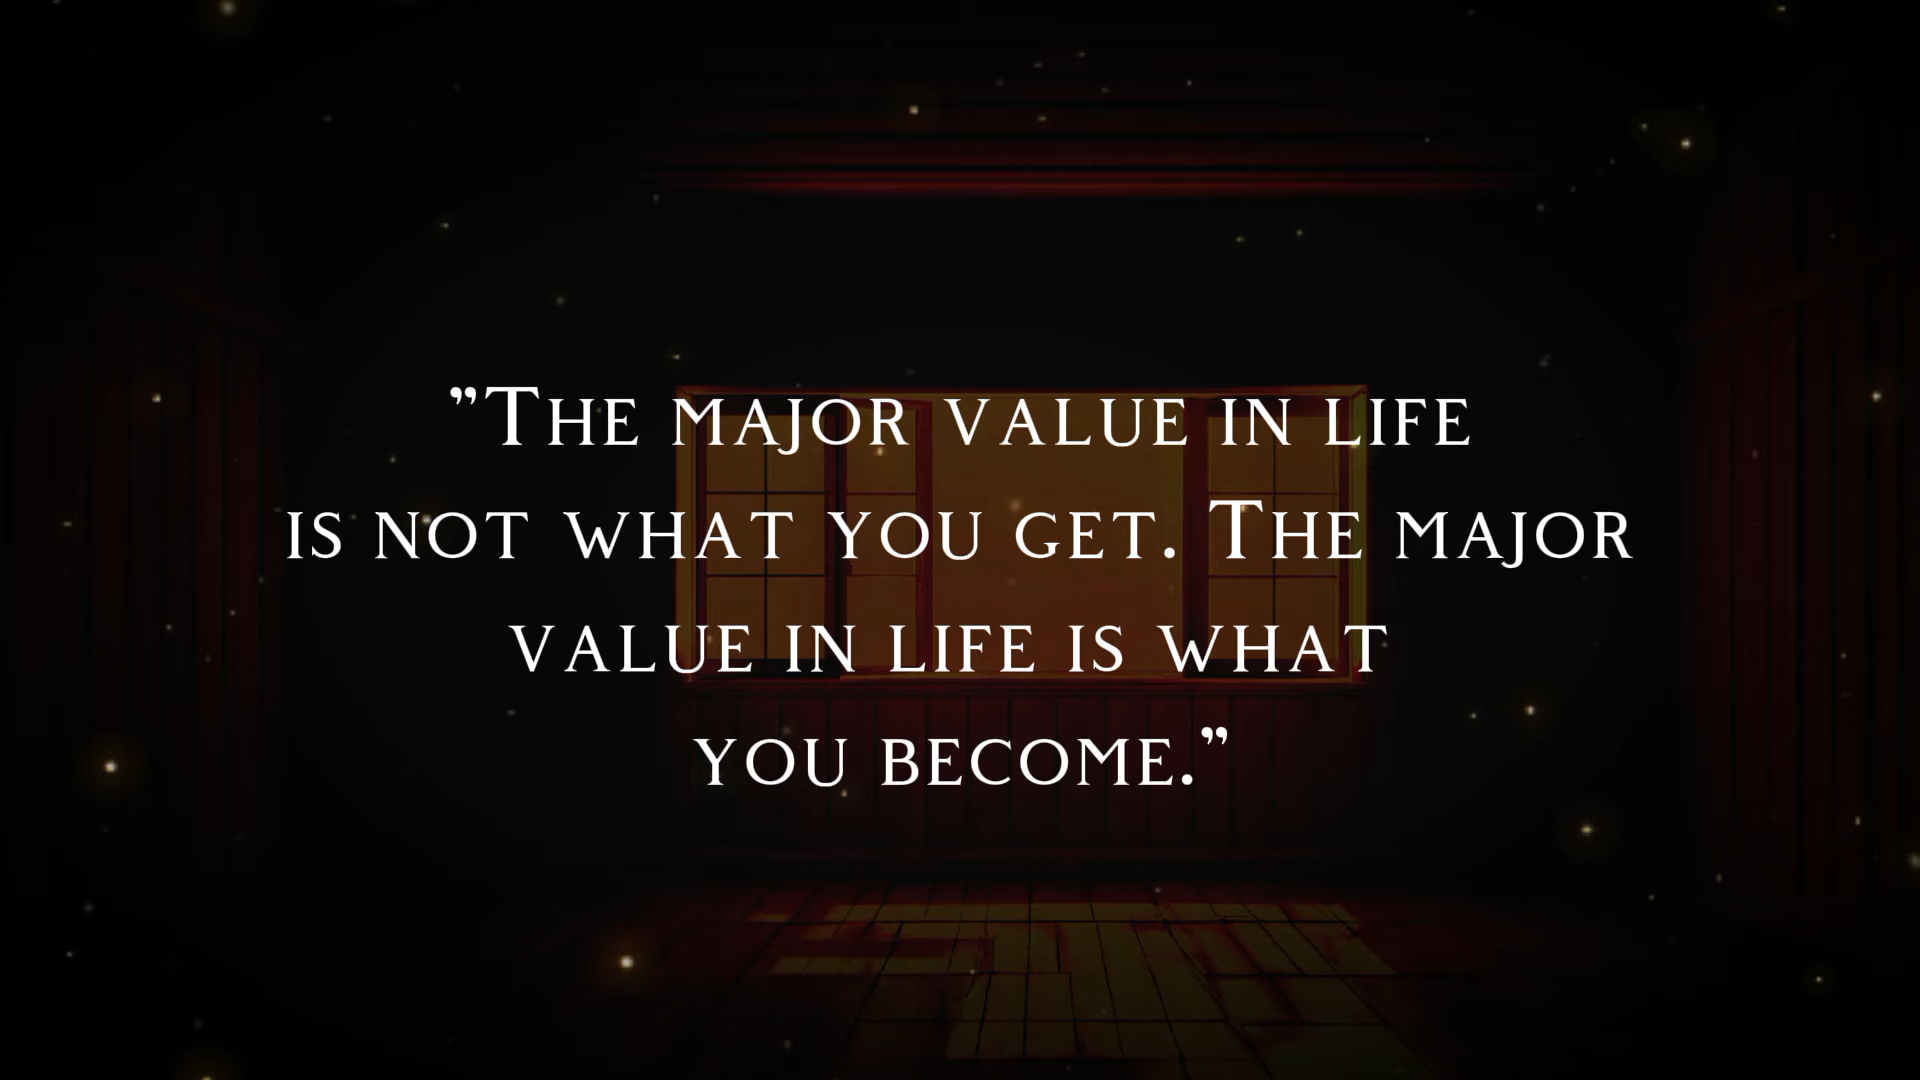 ”The major value in life
is not what you get. The major
value in life is what
you become.”